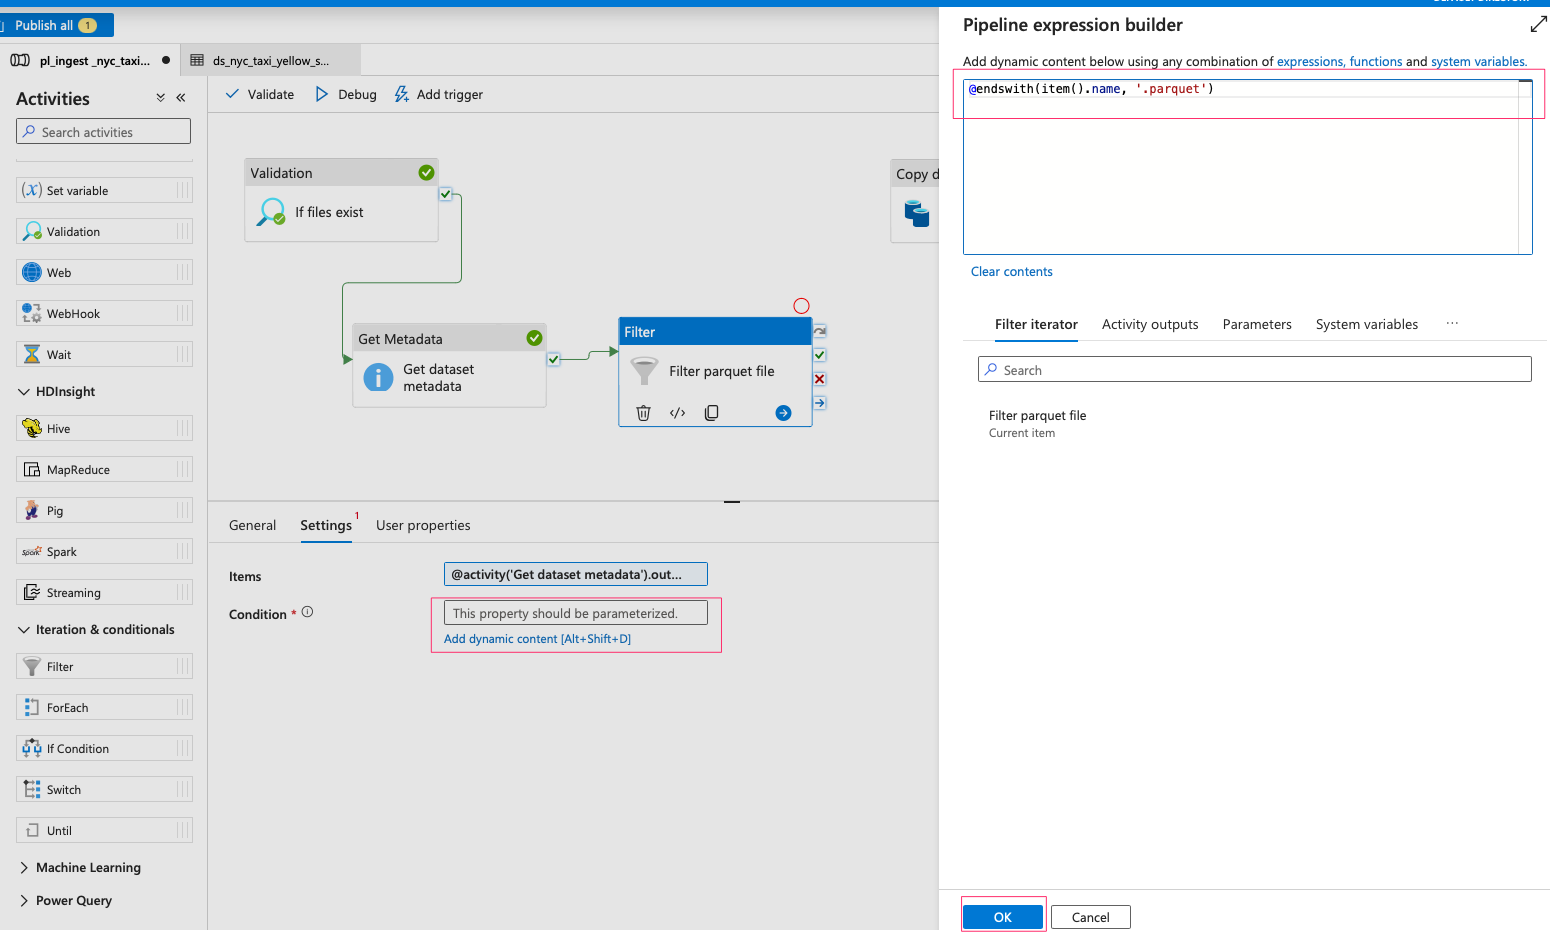 Publish all 1
pl_ingest _nyc_taxi...
ds_nyc_taxi_yellow_s...
Activities
Search activities
Set variable
Validation
Web
WebHook
Wait
HDInsight
Hive
MapReduce
Pig
Spark
Spark
Streaming
Iteration & conditionals
Filter
ForEach
If Condition
Switch
Until
Machine Learning
Power Query
Validate
Debug
Add trigger
Validation
If files exist
Copy d
Get Metadata
Get dataset
metadata
Filter
Filter parquet file
General
Settings 1
User properties
Items
@activity('Get dataset metadata').out...
Condition *
This property should be parameterized.
Add dynamic content [Alt+Shift+D]
Pipeline expression builder
Add dynamic content below using any combination of expressions, functions and system variables.
@endswith(item().name, '.parquet')
Clear contents
Filter iterator
Activity outputs
Parameters
System variables
...
Search
Filter parquet file
Current item
OK
Cancel